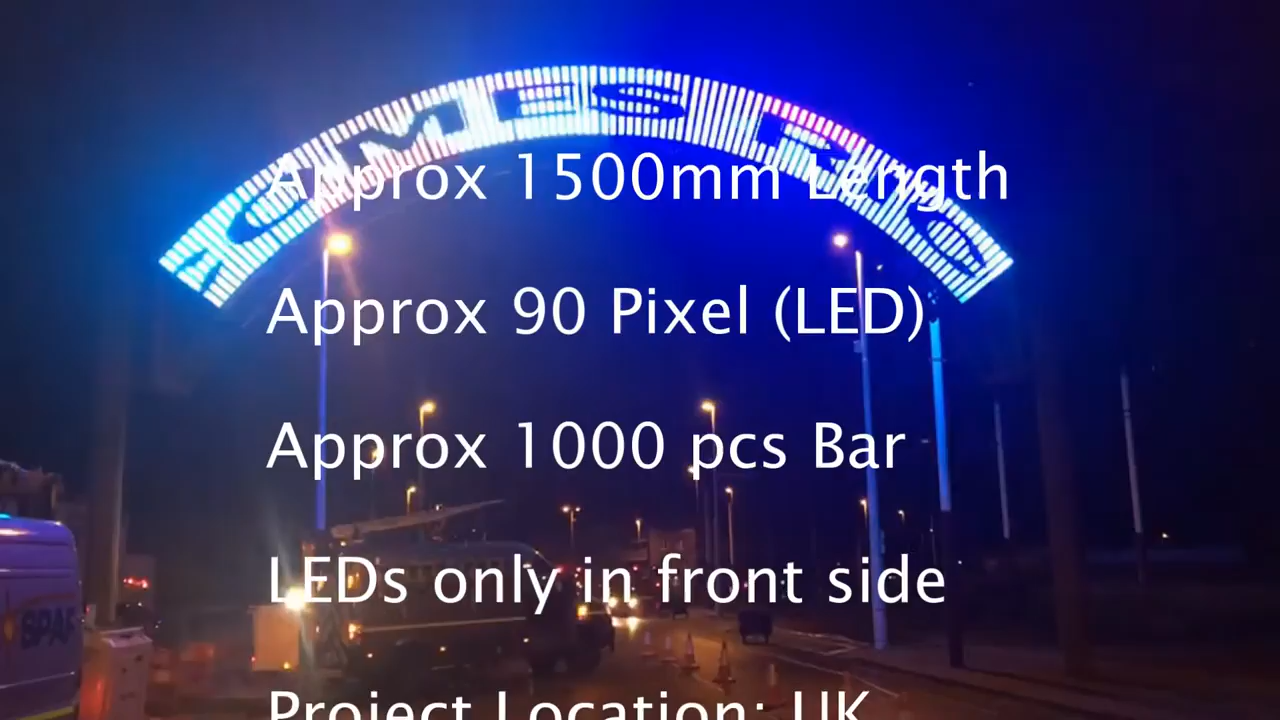 Approx 1500mm Length
Approx 90 Pixel (LED)
Approx 1000 pcs Bar
LEDs only in front side
Project Location: UK